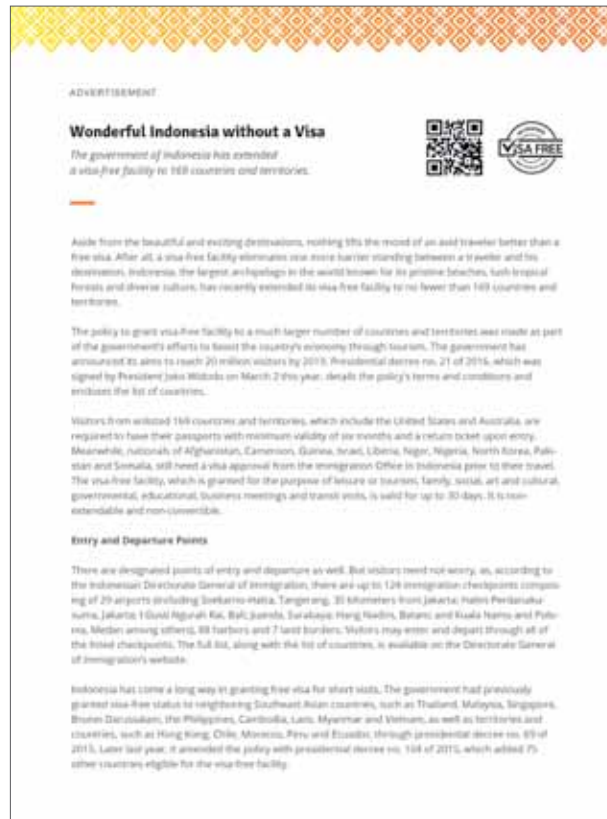 ADVERTISEMENT
Wonderful Indonesia without a Visa
The government of Indonesia has extended
a visa-free facility to 169 countries and territories.
VISA FREE
Aside from the beautiful and exciting destinations, nothing lifts the mood of an avid traveler better than a
free visa. After all, a visa-free facility eliminates one more barrier standing between a traveler and his
destination. Indonesia, the largest archipelago in the world known for its pristine beaches, lush tropical
forests and diverse culture, has recently extended its visa-free facility to no fewer than 169 countries and
territories.
The policy to grant visa-free facility to a much larger number of countries and territories was made as part
of the government's efforts to boost the country's economy through tourism. The government has
announced its aims to reach 20 million visitors by 2019. Presidential decree no. 21 of 2016, which was
signed by President Joko Widodo on March 2 this year, details the policy's terms and conditions and
encloses the list of countries.
Visitors from enlisted 169 countries and territories, which include the United States and Australia, are
required to have their passports with minimum validity of six months and a return ticket upon entry.
Meanwhile, nationals of Afghanistan, Cameroon, Guinea, Israel, Liberia, Niger, Nigeria, North Korea, Paki-
stan and Somalia, still need a visa approval from the Immigration Office in Indonesia prior to their travel.
The visa-free facility, which is granted for the purpose of leisure or tourism, family, social, art and cultural,
governmental, educational, business meetings and transit visits, is valid for up to 30 days. It is non-
extendable and non-convertible.
Entry and Departure Points
There are designated points of entry and departure as well. But visitors need not worry, as, according to
the Indonesian Directorate General of Immigration, there are up to 124 immigration checkpoints compos-
ing of 29 airports (including Soekarno-Hatta, Tangerang, 35 kilometers from Jakarta; Halim Perdanaku-
suma, Jakarta; I Gusti Ngurah Rai, Bali; Juanda, Surabaya; Hang Nadim, Batam; and Kuala Namu and Polo-
nia, Medan among others), 88 harbors and 7 land borders. Visitors may enter and depart through all of
the listed checkpoints. The full list, along with the list of countries, is available on the Directorate General
of Immigration's website.
Indonesia has come a long way in granting free visa for short visits. The government had previously
granted visa-free status to neighboring Southeast Asian countries, such as Thailand, Malaysia, Singapore,
Brunei Darussalam, the Philippines, Cambodia, Laos, Myanmar and Vietnam, as well as territories and
countries, such as Hong Kong, Chile, Morocco, Peru and Ecuador, through presidential decree no. 69 of
2015. Later last year, it amended the policy with presidential decree no. 104 of 2015, which added 75
other countries eligible for the visa-free facility.